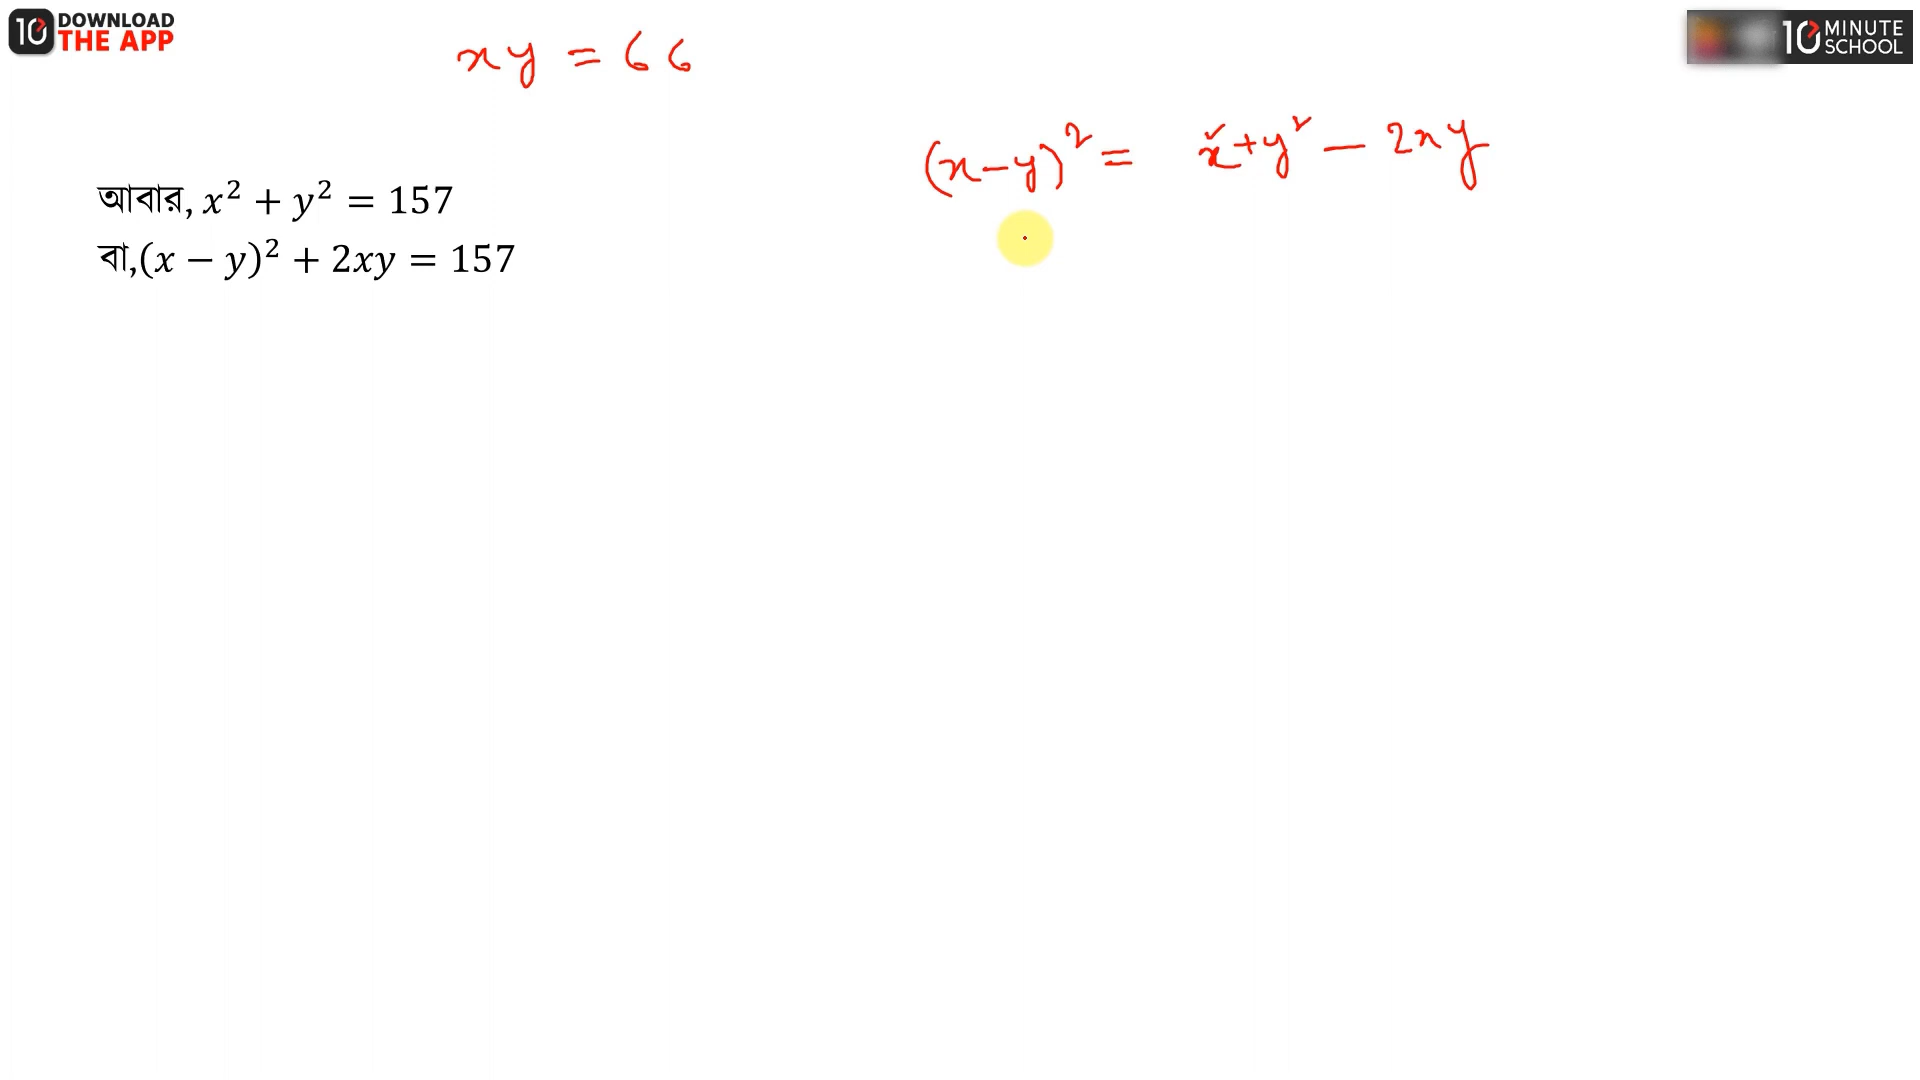 10 DOWNLOAD
THE APP
xy = 66
10 MINUTE
SCHOOL
(x-y)² = x²+y² - 2xy
আবার, x² + y² = 157
বা,(x − y)² + 2xy = 157